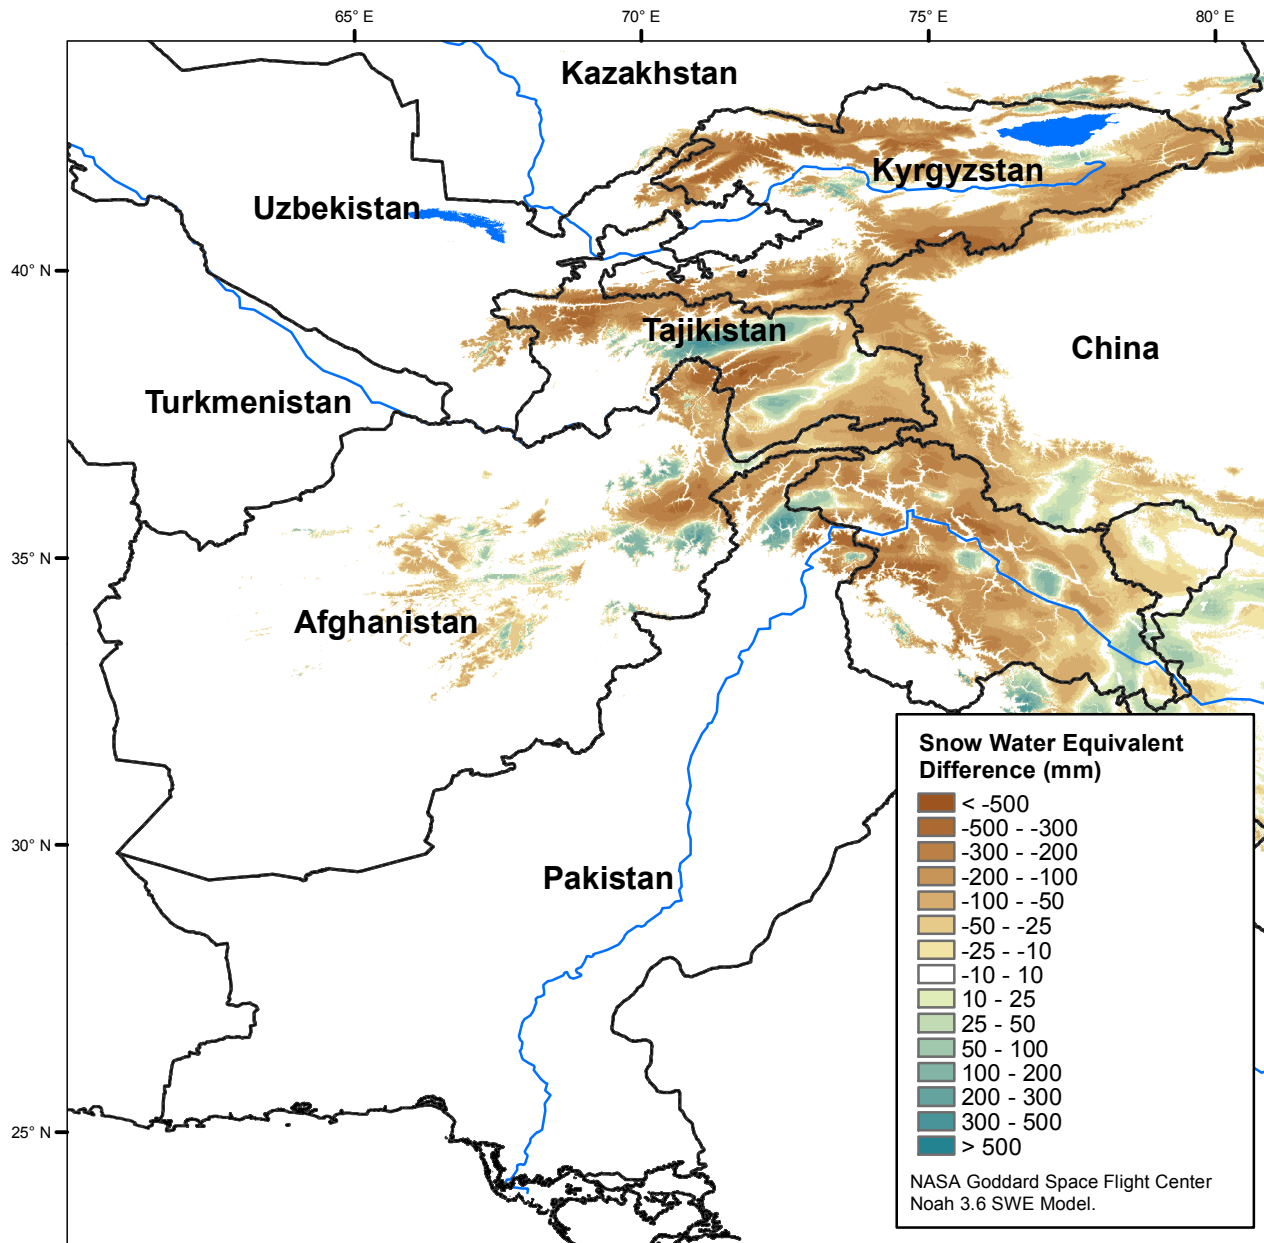 65° E 70° E 75° E 80° E
Kazakhstan
Kyrgyzstan
Uzbekistan
40° N
Tajikistan
China
Turkmenistan
35° N
Afghanistan
Snow Water Equivalent
Difference (mm)
< -500
-500 - -300
-300 - -200
-200 - -100
-100 - -50
-50 - -25
-25 - -10
-10 - 10
10 - 25
25 - 50
50 - 100
100 - 200
200 - 300
300 - 500
> 500
NASA Goddard Space Flight Center
Noah 3.6 SWE Model.
30° N
Pakistan
25° N